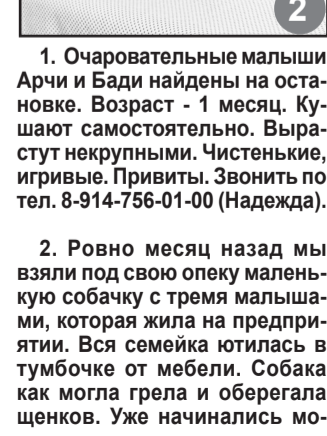 2
1. Очаровательные малыши
Арчи и Бади найдены на оста-
новке. Возраст - 1 месяц. Ку-
шают самостоятельно. Выра-
стут некрупными. Чистенькие,
игривые. Привиты. Звонить по
тел. 8-914-756-01-00 (Надежда).
2. Ровно месяц назад мы
взяли под свою опеку малень-
кую собачку с тремя малыша-
ми, которая жила на предпри-
ятии. Вся семейка ютилась в
тумбочке от мебели. Собака
как могла грела и оберегала
щенков. Уже начинались мо-